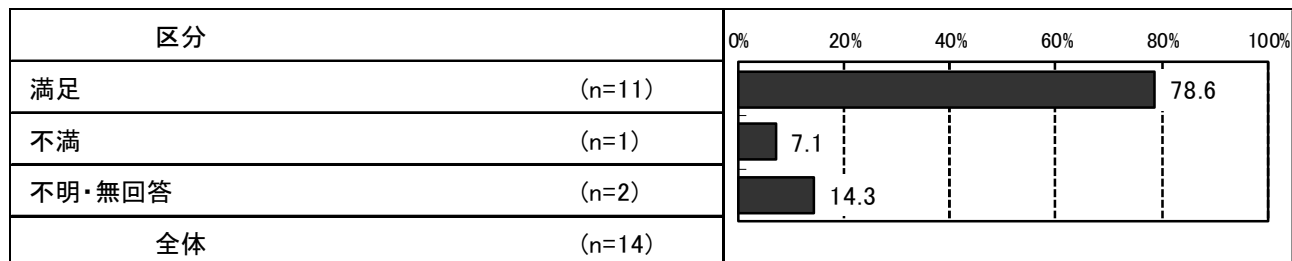 区分 0% 20% 40% 60% 80% 100%
満足 (n=11) 78.6
不満 (n=1) 7.1
不明・無回答 (n=2) 14.3
全体 (n=14)